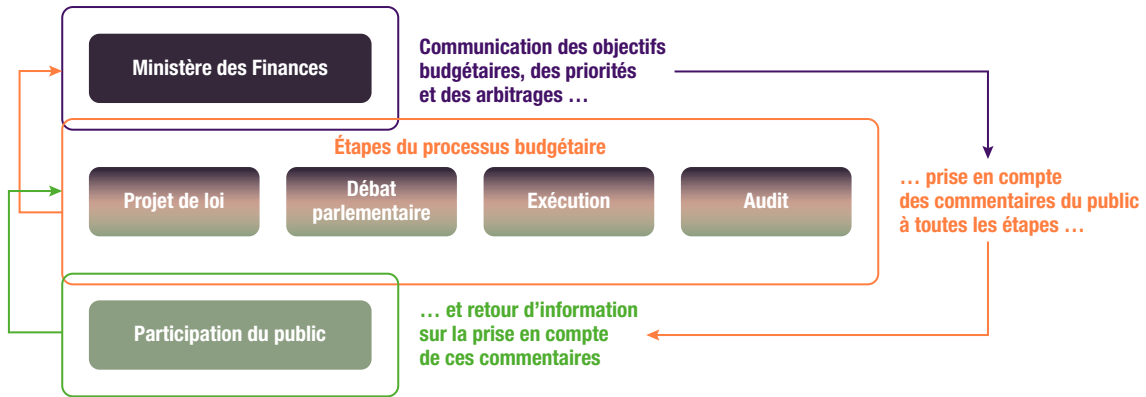 Ministère des Finances
Communication des objectifs
budgétaires, des priorités
et des arbitrages …
Étapes du processus budgétaire
Projet de loi
Débat
parlementaire
Exécution
Audit
… prise en compte
des commentaires du public
à toutes les étapes …
Participation du public
… et retour d’information
sur la prise en compte
de ces commentaires